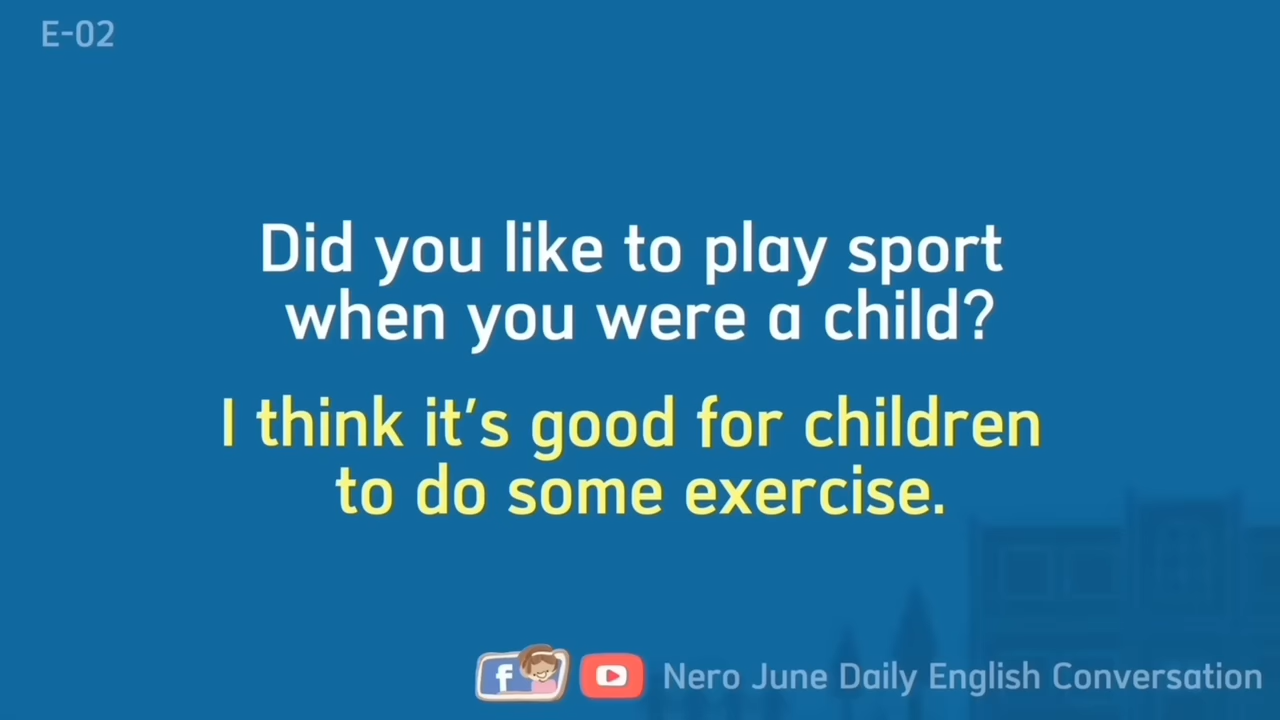 E-02
Did you like to play sport
when you were a child?
I think it's good for children
to do some exercise.
f
Nero June Daily English Conversation